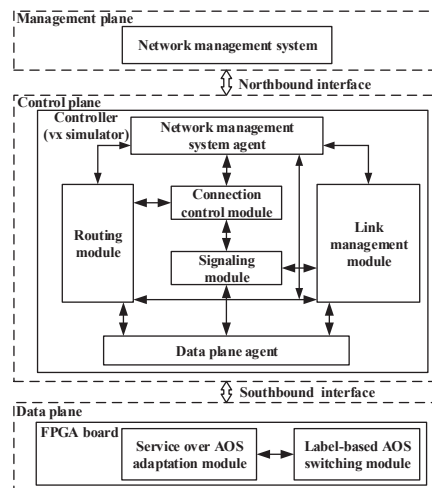 Management plane
Network management system
Northbound interface
Control plane
Controller
(vx simulator)
Network management
system agent
Connection
control module
Routing
module
Link
management
module
Signaling
module
Data plane agent
Southbound interface
Data plane
FPGA board
Service over AOS
adaptation module
Label-based AOS
switching module